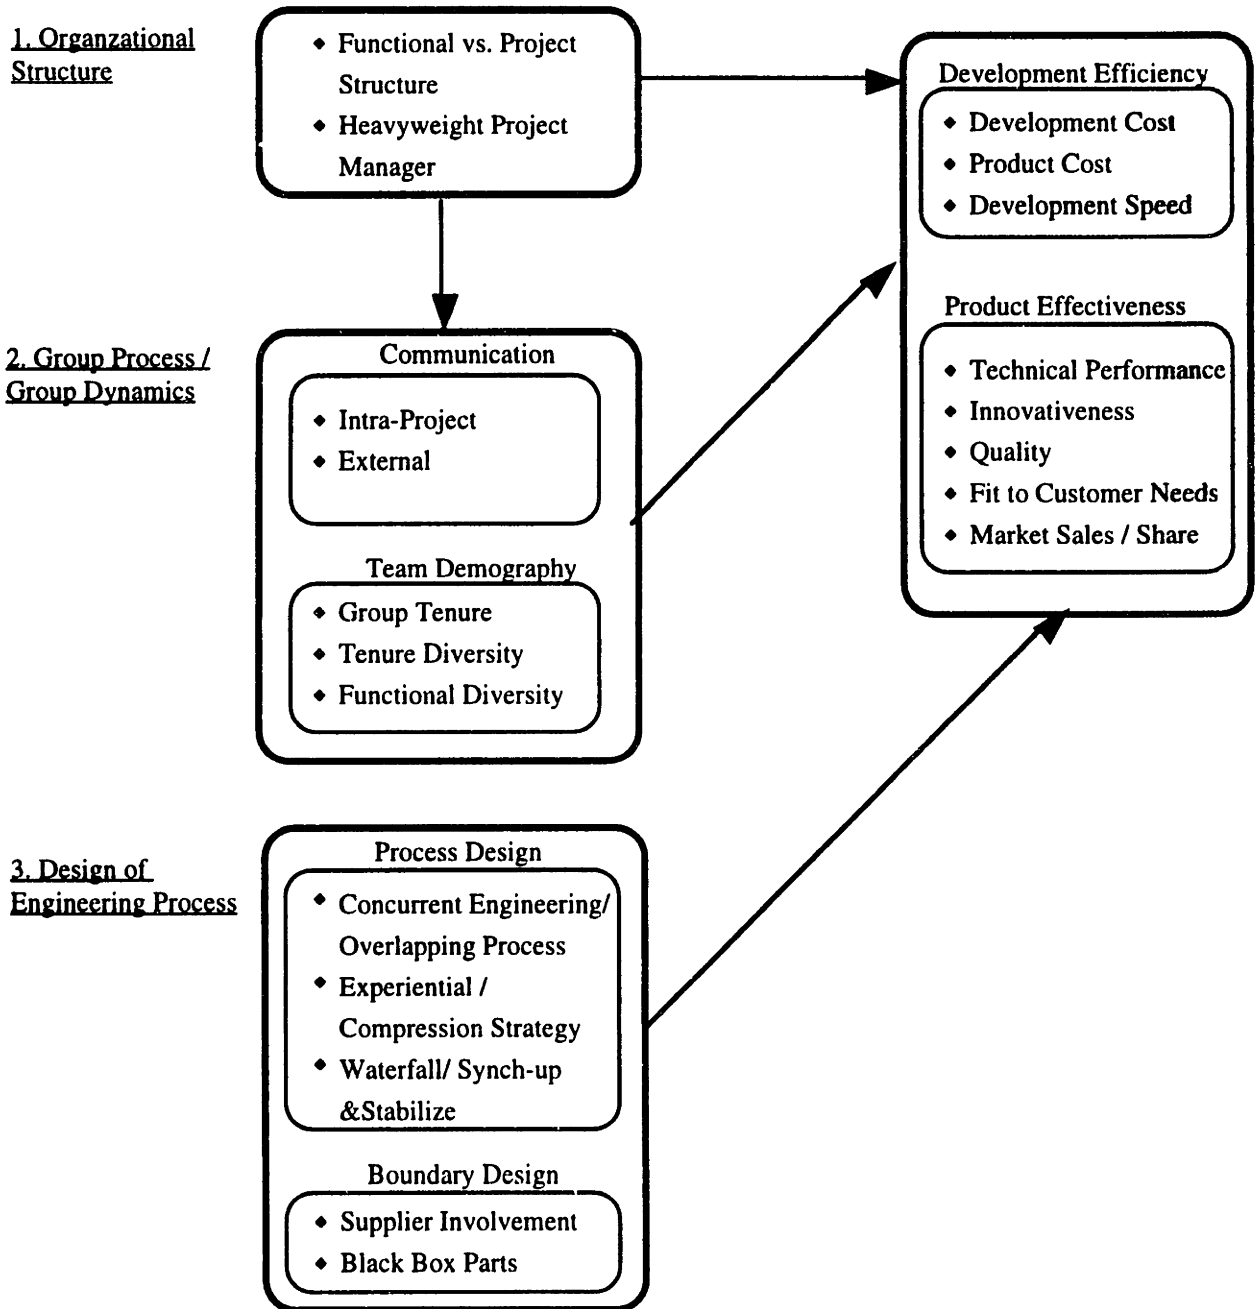 1. Organzational
Structure
◆ Functional vs. Project
Structure
◆ Heavyweight Project
Manager
Development Efficiency
◆ Development Cost
◆ Product Cost
◆ Development Speed
Product Effectiveness
◆ Technical Performance
◆ Innovativeness
◆ Quality
◆ Fit to Customer Needs
◆ Market Sales / Share
2. Group Process /
Group Dynamics
Communication
◆ Intra-Project
◆ External
Team Demography
◆ Group Tenure
◆ Tenure Diversity
◆ Functional Diversity
3. Design of
Engineering Process
Process Design
◆ Concurrent Engineering/
Overlapping Process
◆ Experiential /
Compression Strategy
◆ Waterfall/ Synch-up
&Stabilize
Boundary Design
◆ Supplier Involvement
◆ Black Box Parts